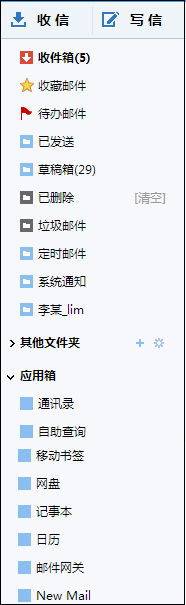 收 信 写 信
收件箱(5)
收藏邮件
待办邮件
已发送
草稿箱(29)
已删除 [清空]
垃圾邮件
定时邮件
系统通知
李某_lim
其他文件夹
应用箱
通讯录
自助查询
移动书签
网盘
记事本
日历
邮件网关
New Mail